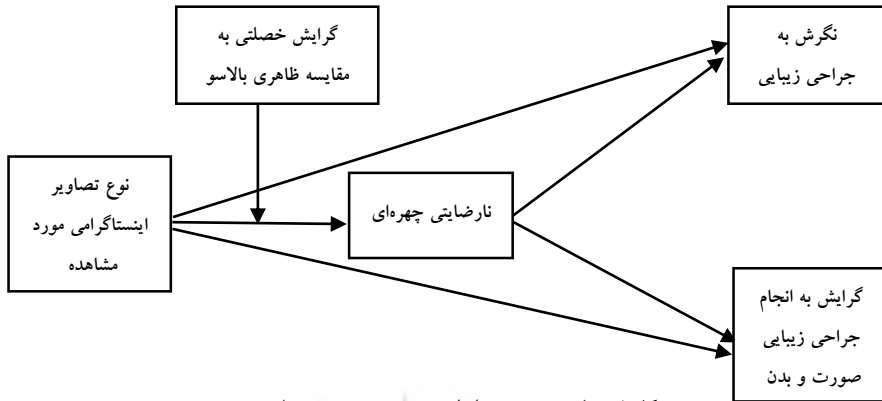 گرایش خصلتی به
مقایسه ظاهری بالاسو
نگرش به
جراحی زیبایی
نوع تصاویر
اینستاگرامی مورد
مشاهده
نارضایتی چهره‌ای
گرایش به انجام
جراحی زیبایی
صورت و بدن